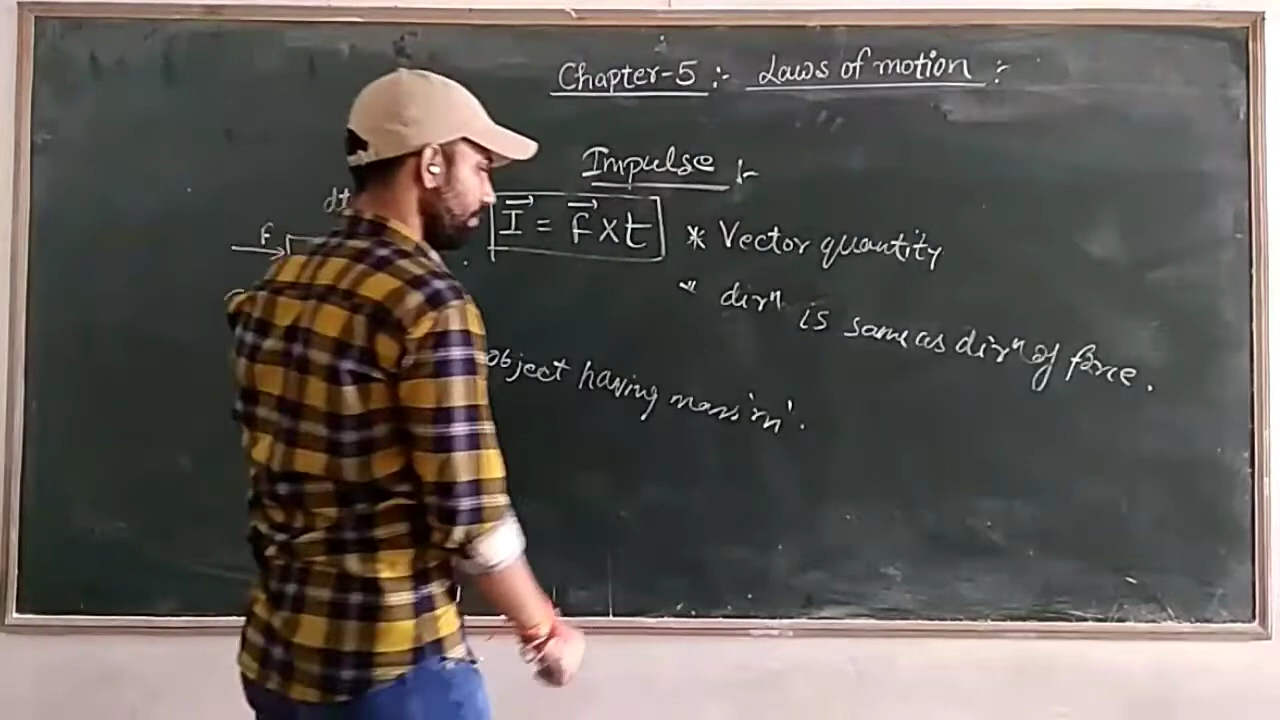 Chapter-5 :- Laws of motion :-
Impulse :-
dt
F
I = F x t
* Vector quantity
* dirⁿ is same as dirⁿ of force.
object having mass 'm'.